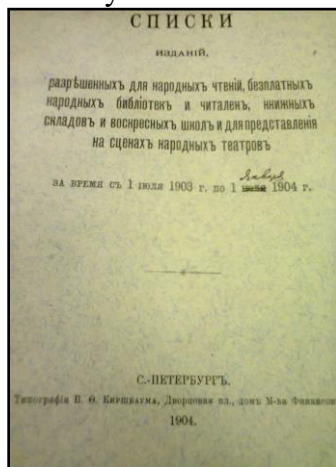 СПИСКИ
ИЗДАНІЙ,
разрѣшенныхъ для народныхъ чтеній, безплатныхъ
народныхъ библіотекъ и читаленъ, книжныхъ
складовъ и воскресныхъ школъ и для представленія
на сценахъ народныхъ театровъ
Января
ЗА ВРЕМЯ СЪ 1 ІЮЛЯ 1903 г. ПО 1 1904 г.
С.-ПЕТЕРБУРГЪ.
Типографія В. Ѳ. Киршбаума, Дворцовая пл., домъ М-ва Финансов
1904.